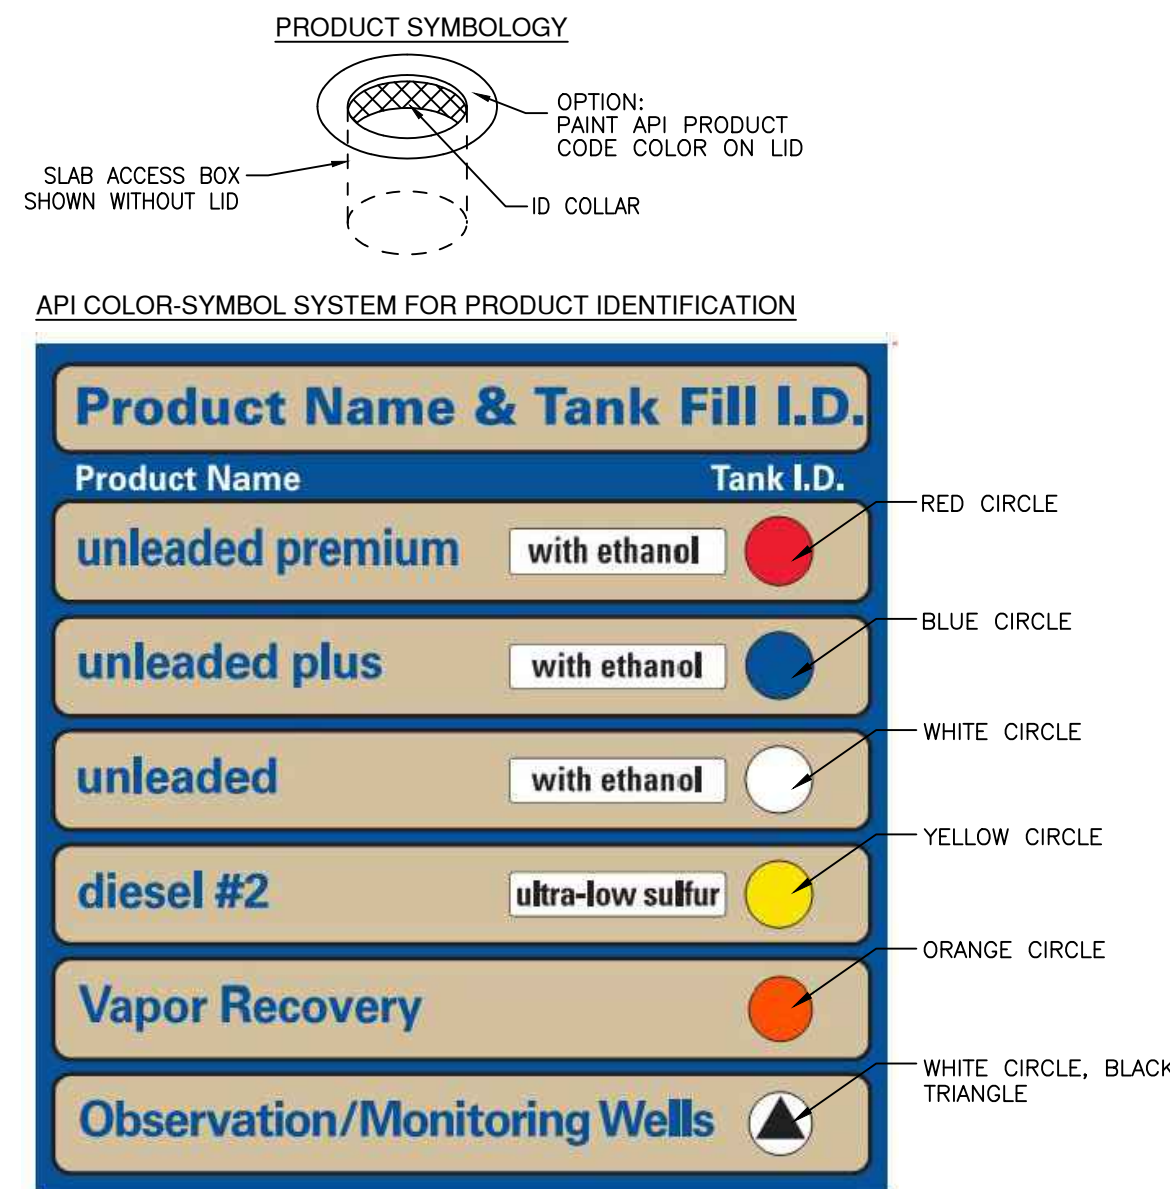 PRODUCT SYMBOLOGY
OPTION:
PAINT API PRODUCT
CODE COLOR ON LID
SLAB ACCESS BOX
SHOWN WITHOUT LID
ID COLLAR
API COLOR-SYMBOL SYSTEM FOR PRODUCT IDENTIFICATION
Product Name & Tank Fill I.D.
Product Name Tank I.D.
RED CIRCLE
unleaded premium with ethanol
BLUE CIRCLE
unleaded plus with ethanol
WHITE CIRCLE
unleaded with ethanol
YELLOW CIRCLE
diesel #2 ultra-low sulfur
ORANGE CIRCLE
Vapor Recovery
WHITE CIRCLE, BLACK
TRIANGLE
Observation/Monitoring Wells